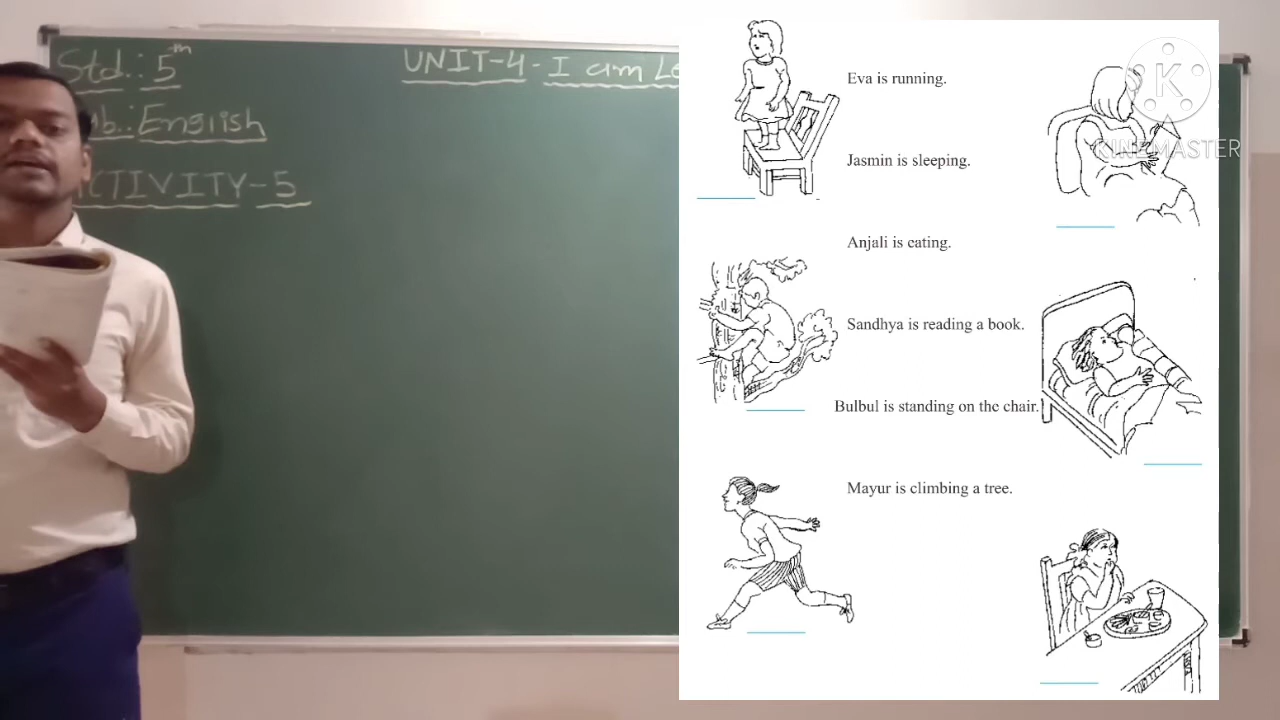 Std.: 5th
UNIT-4 - I am Le
Sub.: English
ACTIVITY-5
Eva is running.
Jasmin is sleeping.
Anjali is eating.
Sandhya is reading a book.
Bulbul is standing on the chair.
Mayur is climbing a tree.
K
KINEMASTER